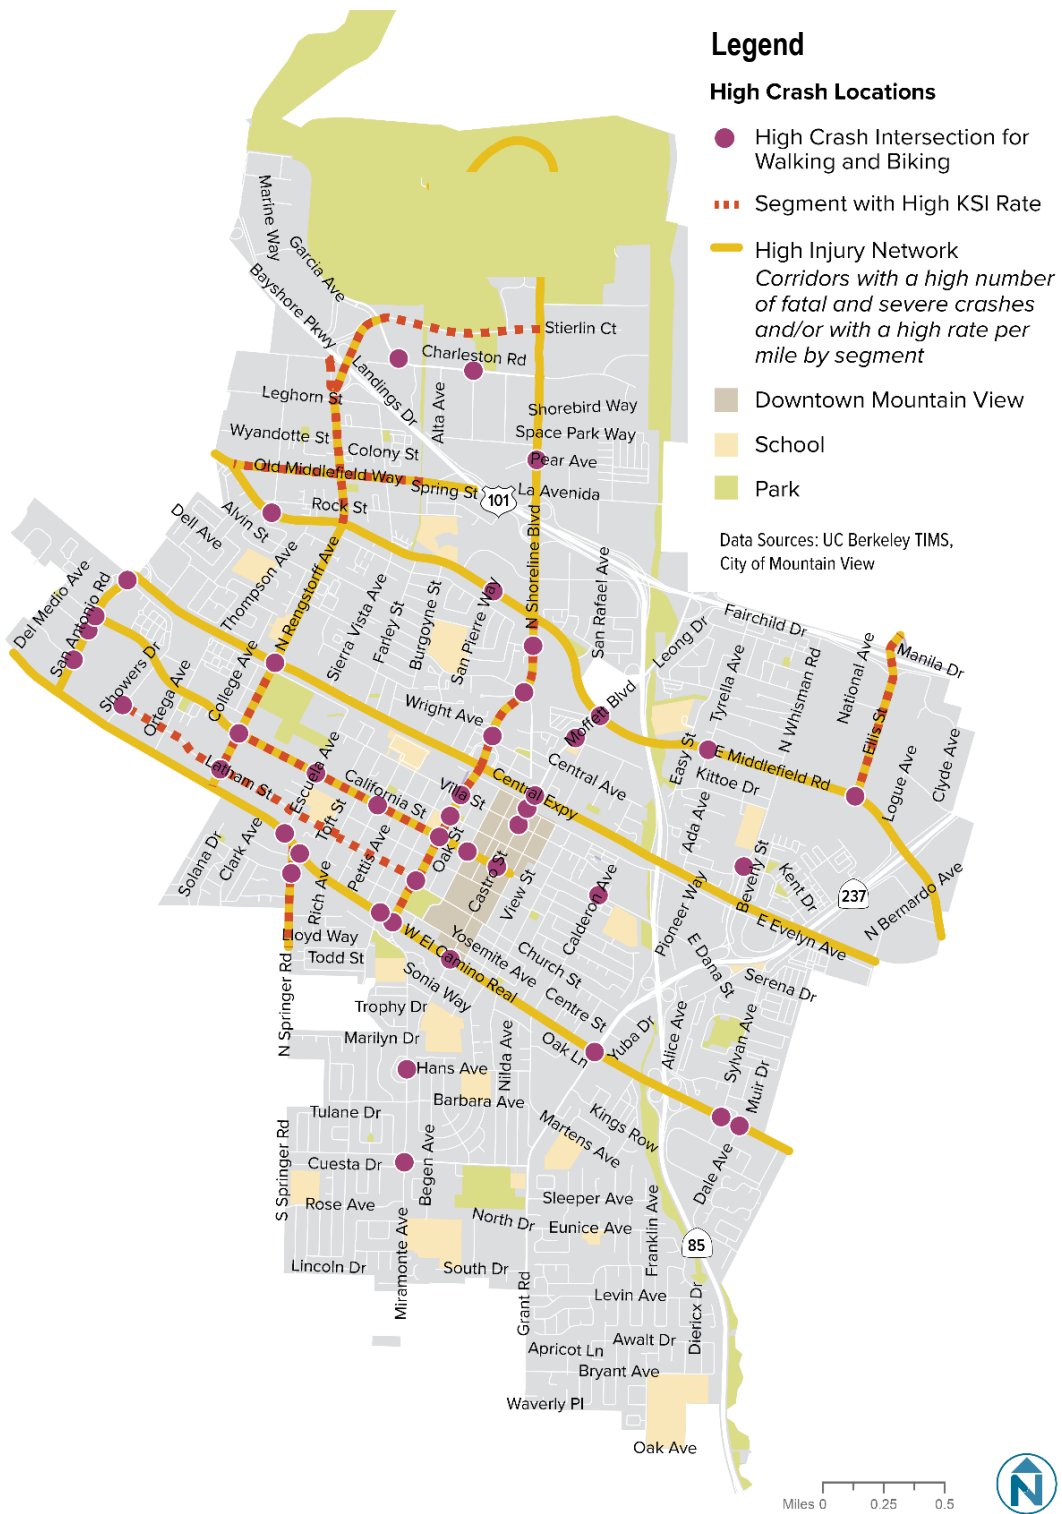 Legend
High Crash Locations
High Crash Intersection for
Walking and Biking
Segment with High KSI Rate
High Injury Network
Corridors with a high number
of fatal and severe crashes
and/or with a high rate per
mile by segment
Downtown Mountain View
School
Park
Data Sources: UC Berkeley TIMS,
City of Mountain View
Marine Way
Garcia Ave
Bayshore Pkwy
Stierlin Ct
Charleston Rd
Landings Dr
Leghorn St
Alta Ave
Shorebird Way
Wyandotte St
Space Park Way
Colony St
Pear Ave
Old Middlefield Way
Spring St
101
La Avenida
Rock St
Alvin St
Dell Ave
N Shoreline Blvd
Thompson Ave
N Rengstorff Ave
San Rafael Ave
Del Medio Ave
San Antonio Rd
Sierra Vista Ave
Farley St
Burgoyne St
San Pierre Way
Fairchild Dr
Leong Dr
Manila Dr
Showers Dr
Ortega Ave
College Ave
Tyrella Ave
N Whisman Rd
National Ave
Ellis St
Wright Ave
Moffett Blvd
Easy St
E Middlefield Rd
Kittoe Dr
Logue Ave
Clyde Ave
Latham St
Escuela Ave
California St
Villa St
Central Expy
Central Ave
Toft St
Ada Ave
Solana Dr
Clark Ave
Rich Ave
Pettis Ave
Oak St
Castro St
View St
Calderon Ave
Pioneer Way
Beverly St
Kent Dr
237
N Bernardo Ave
E Evelyn Ave
Lloyd Way
Todd St
W El Camino Real
Yosemite Ave
Church St
E Dana St
Serena Dr
N Springer Rd
Sonia Way
Centre St
Trophy Dr
Marilyn Dr
Nilda Ave
Oak Ln
Yuba Dr
Alice Ave
Sylvan Ave
Muir Dr
Hans Ave
Barbara Ave
Tulane Dr
Kings Row
Martens Ave
S Springer Rd
Cuesta Dr
Begen Ave
Dale Ave
Rose Ave
Sleeper Ave
North Dr
Eunice Ave
Franklin Ave
85
Lincoln Dr
Miramonte Ave
South Dr
Grant Rd
Levin Ave
Diericx Dr
Awalt Dr
Apricot Ln
Bryant Ave
Waverly Pl
Oak Ave
N
Miles 0 0.25 0.5